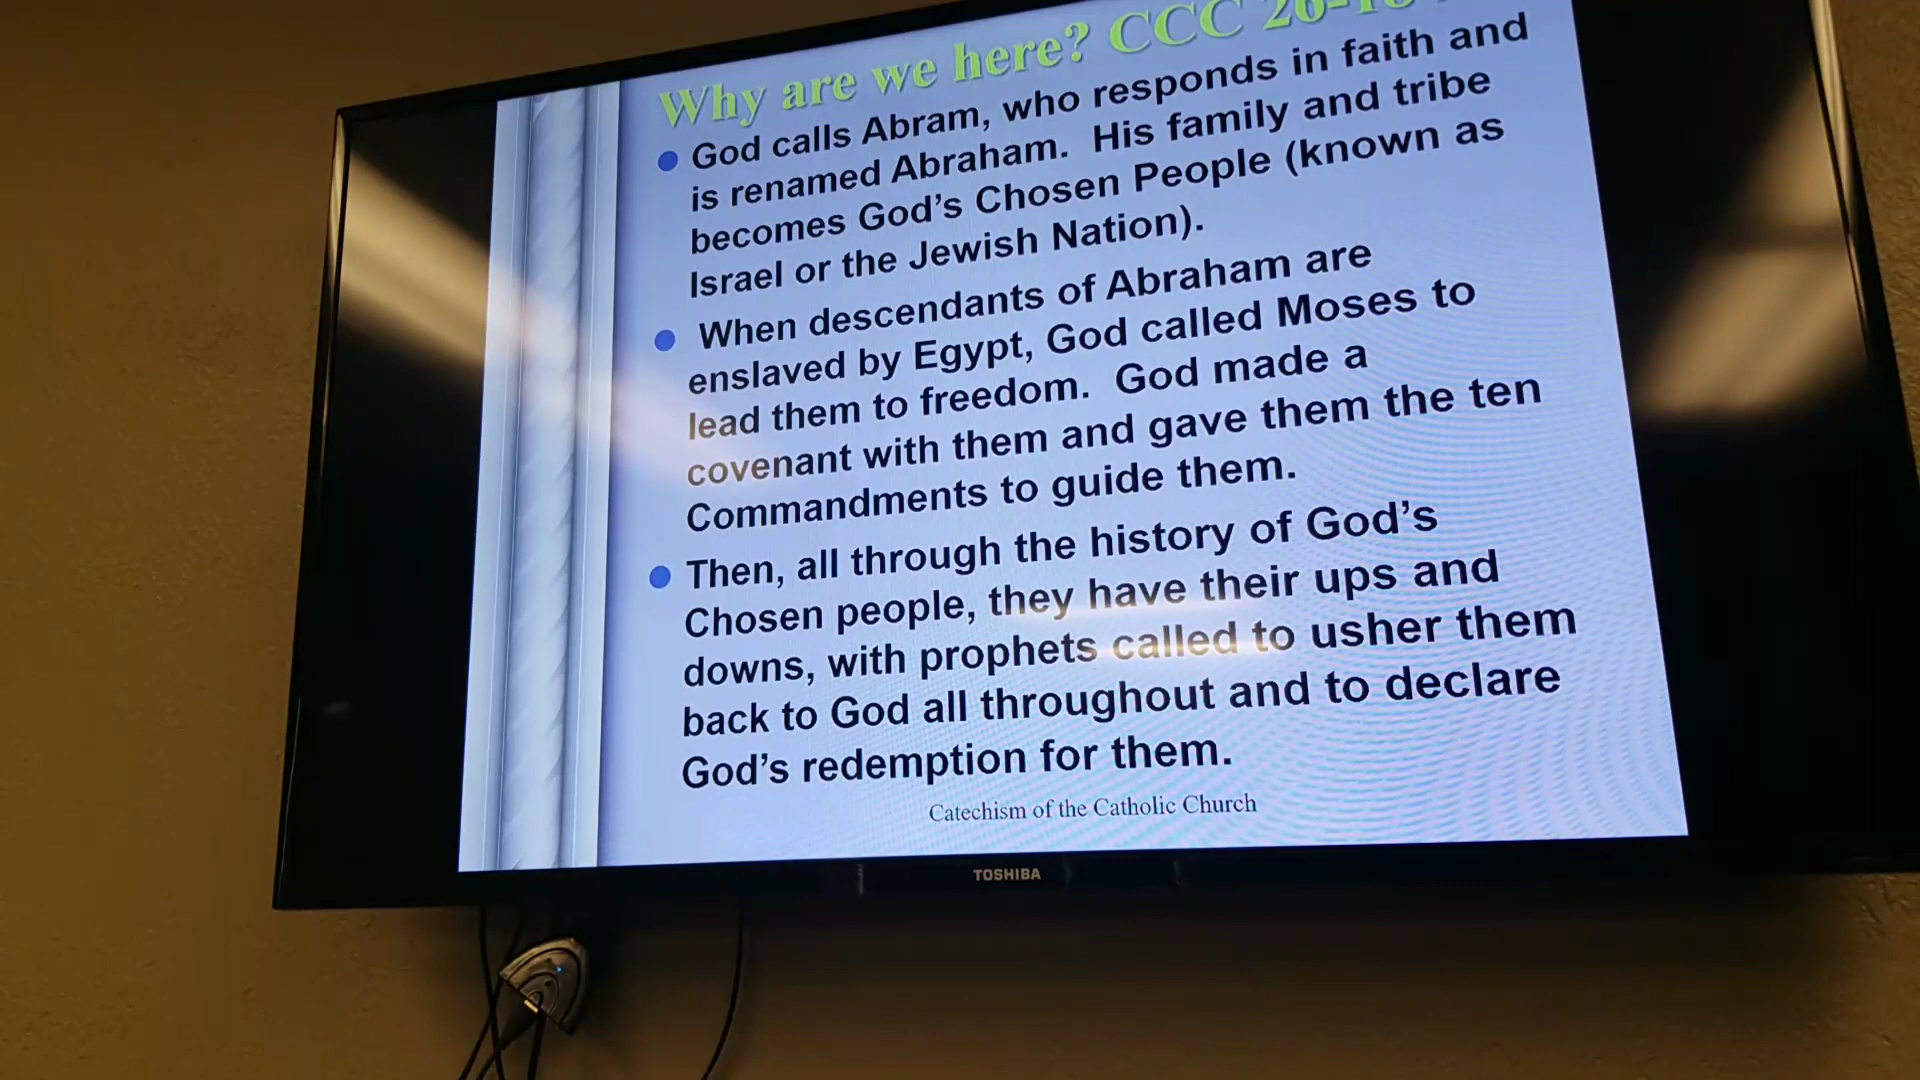 Why are we here? CCC
God calls Abram, who responds in faith and
is renamed Abraham. His family and tribe
becomes God's Chosen People (known as
Israel or the Jewish Nation).
When descendants of Abraham are
enslaved by Egypt, God called Moses to
lead them to freedom. God made a
covenant with them and gave them the ten
Commandments to guide them.
Then, all through the history of God's
Chosen people, they have their ups and
downs, with prophets called to usher them
back to God all throughout and to declare
God's redemption for them.
Catechism of the Catholic Church
TOSHIBA